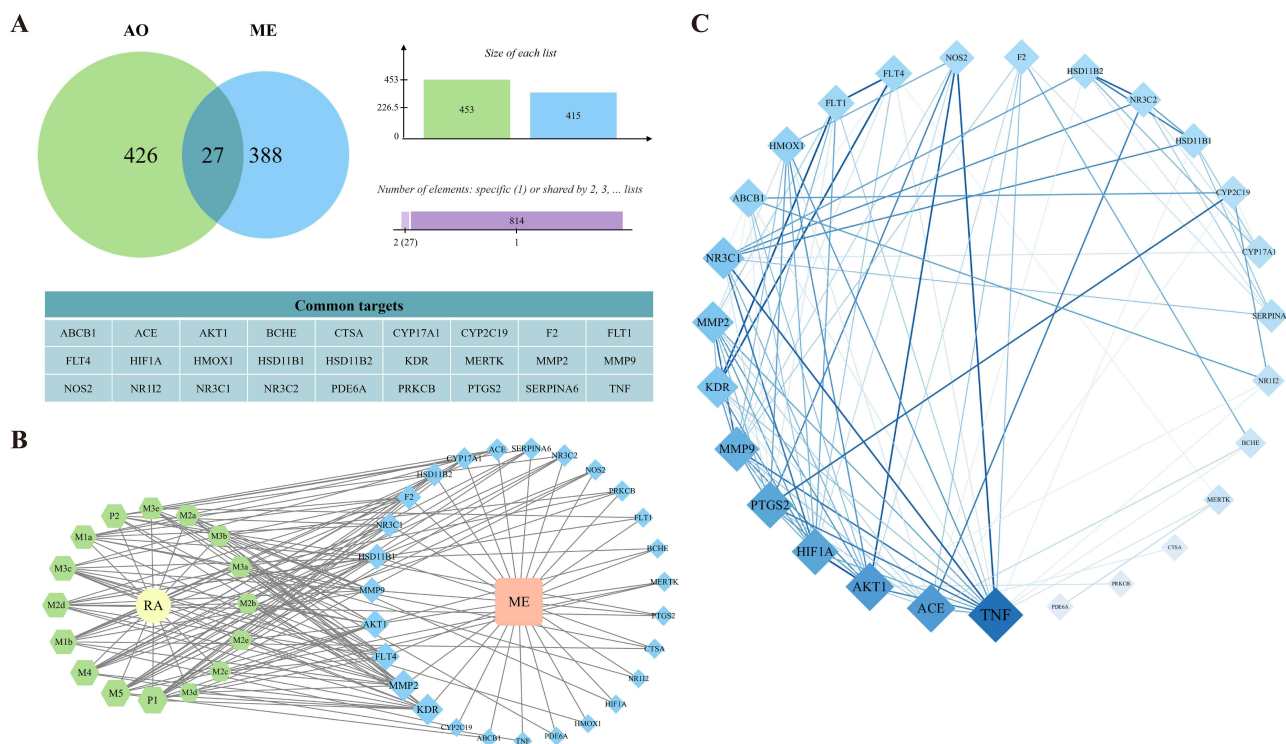 A
AO
ME
426
27
388
Size of each list
453
226.5
0
453
415
Number of elements: specific (1) or shared by 2, 3, ... lists
814
2 (27)
1
Common targets
ABCB1 ACE AKT1 BCHE CTSA CYP17A1 CYP2C19 F2 FLT1
FLT4 HIF1A HMOX1 HSD11B1 HSD11B2 KDR MERTK MMP2 MMP9
NOS2 NR1I2 NR3C1 NR3C2 PDE6A PRKCB PTGS2 SERPINA6 TNF
B
M3e
P2
M2a
M1a
M3b
M3c
M3a
M2d
RA
M2b
M1b
M2e
M4
M2c
M5
P1
M3d
SERPINA6
ACE
CYP17A1
NR3C2
HSD11B2
NOS2
F2
PRKCB
NR3C1
FLT1
HSD11B1
BCHE
MMP9
MERTK
ME
PTGS2
AKT1
CTSA
FLT4
NR1I2
MMP2
HIF1A
KDR
HMOX1
CYP2C19
ABCB1
TNF
PDE6A
C
NOS2
F2
FLT4
HSD11B2
FLT1
NR3C2
HMOX1
HSD11B1
ABCB1
CYP2C19
NR3C1
CYP17A1
MMP2
SERPINA
KDR
NR1I2
MMP9
BCHE
PTGS2
MERTK
HIF1A
CTSA
AKT1
PRKCB
ACE
TNF
PDE6A